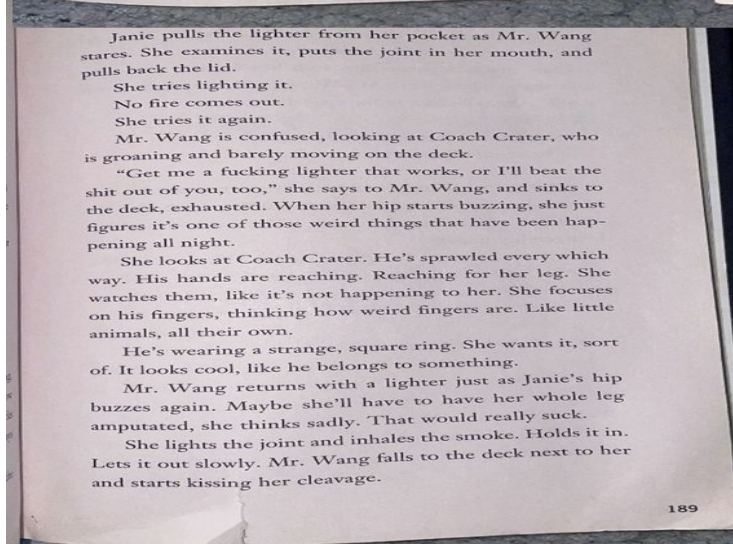 Janie pulls the lighter from her pocket as Mr. Wang
stares. She examines it, puts the joint in her mouth, and
pulls back the lid.
She tries lighting it.
No fire comes out.
She tries it again.
Mr. Wang is confused, looking at Coach Crater, who
is groaning and barely moving on the deck.
“Get me a fucking lighter that works, or I’ll beat the
shit out of you, too,” she says to Mr. Wang, and sinks to
the deck, exhausted. When her hip starts buzzing, she just
figures it’s one of those weird things that have been hap-
pening all night.
She looks at Coach Crater. He’s sprawled every which
way. His hands are reaching. Reaching for her leg. She
watches them, like it’s not happening to her. She focuses
on his fingers, thinking how weird fingers are. Like little
animals, all their own.
He’s wearing a strange, square ring. She wants it, sort
of. It looks cool, like he belongs to something.
Mr. Wang returns with a lighter just as Janie’s hip
buzzes again. Maybe she’ll have to have her whole leg
amputated, she thinks sadly. That would really suck.
She lights the joint and inhales the smoke. Holds it in.
Lets it out slowly. Mr. Wang falls to the deck next to her
and starts kissing her cleavage.
189